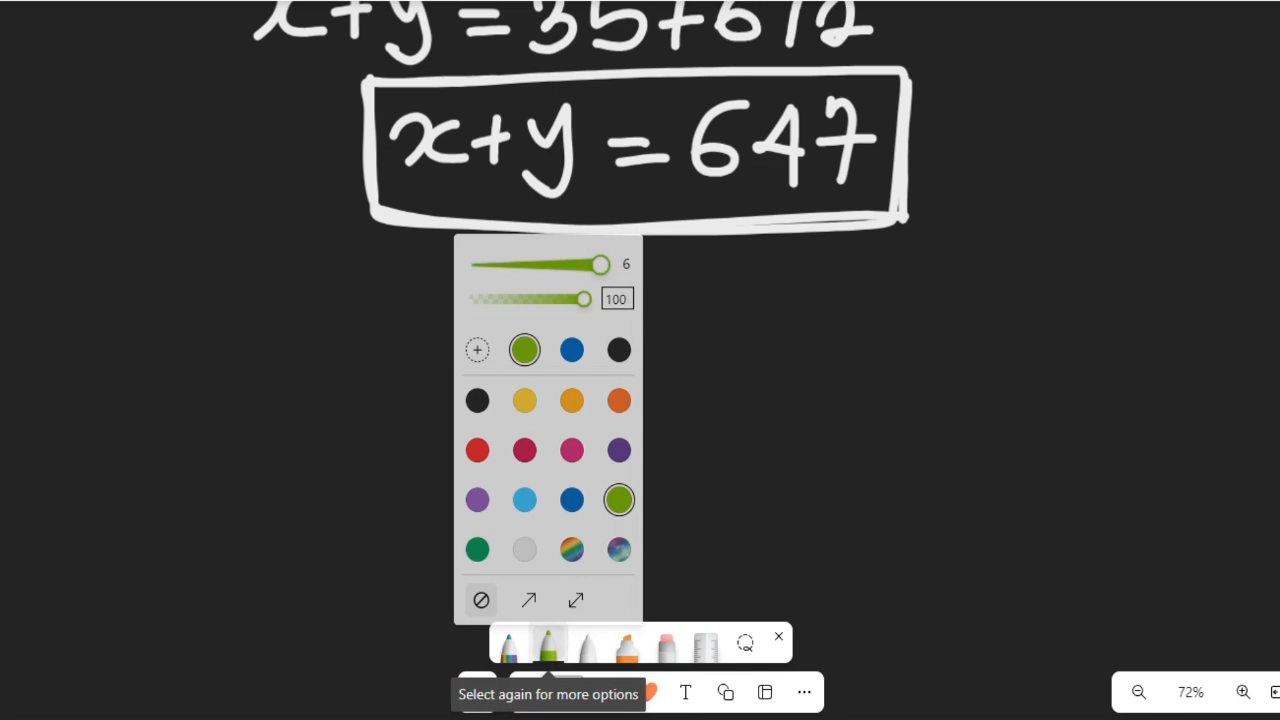 x+y = 35+612
x+y = 647
6
100
Select again for more options
T
72%